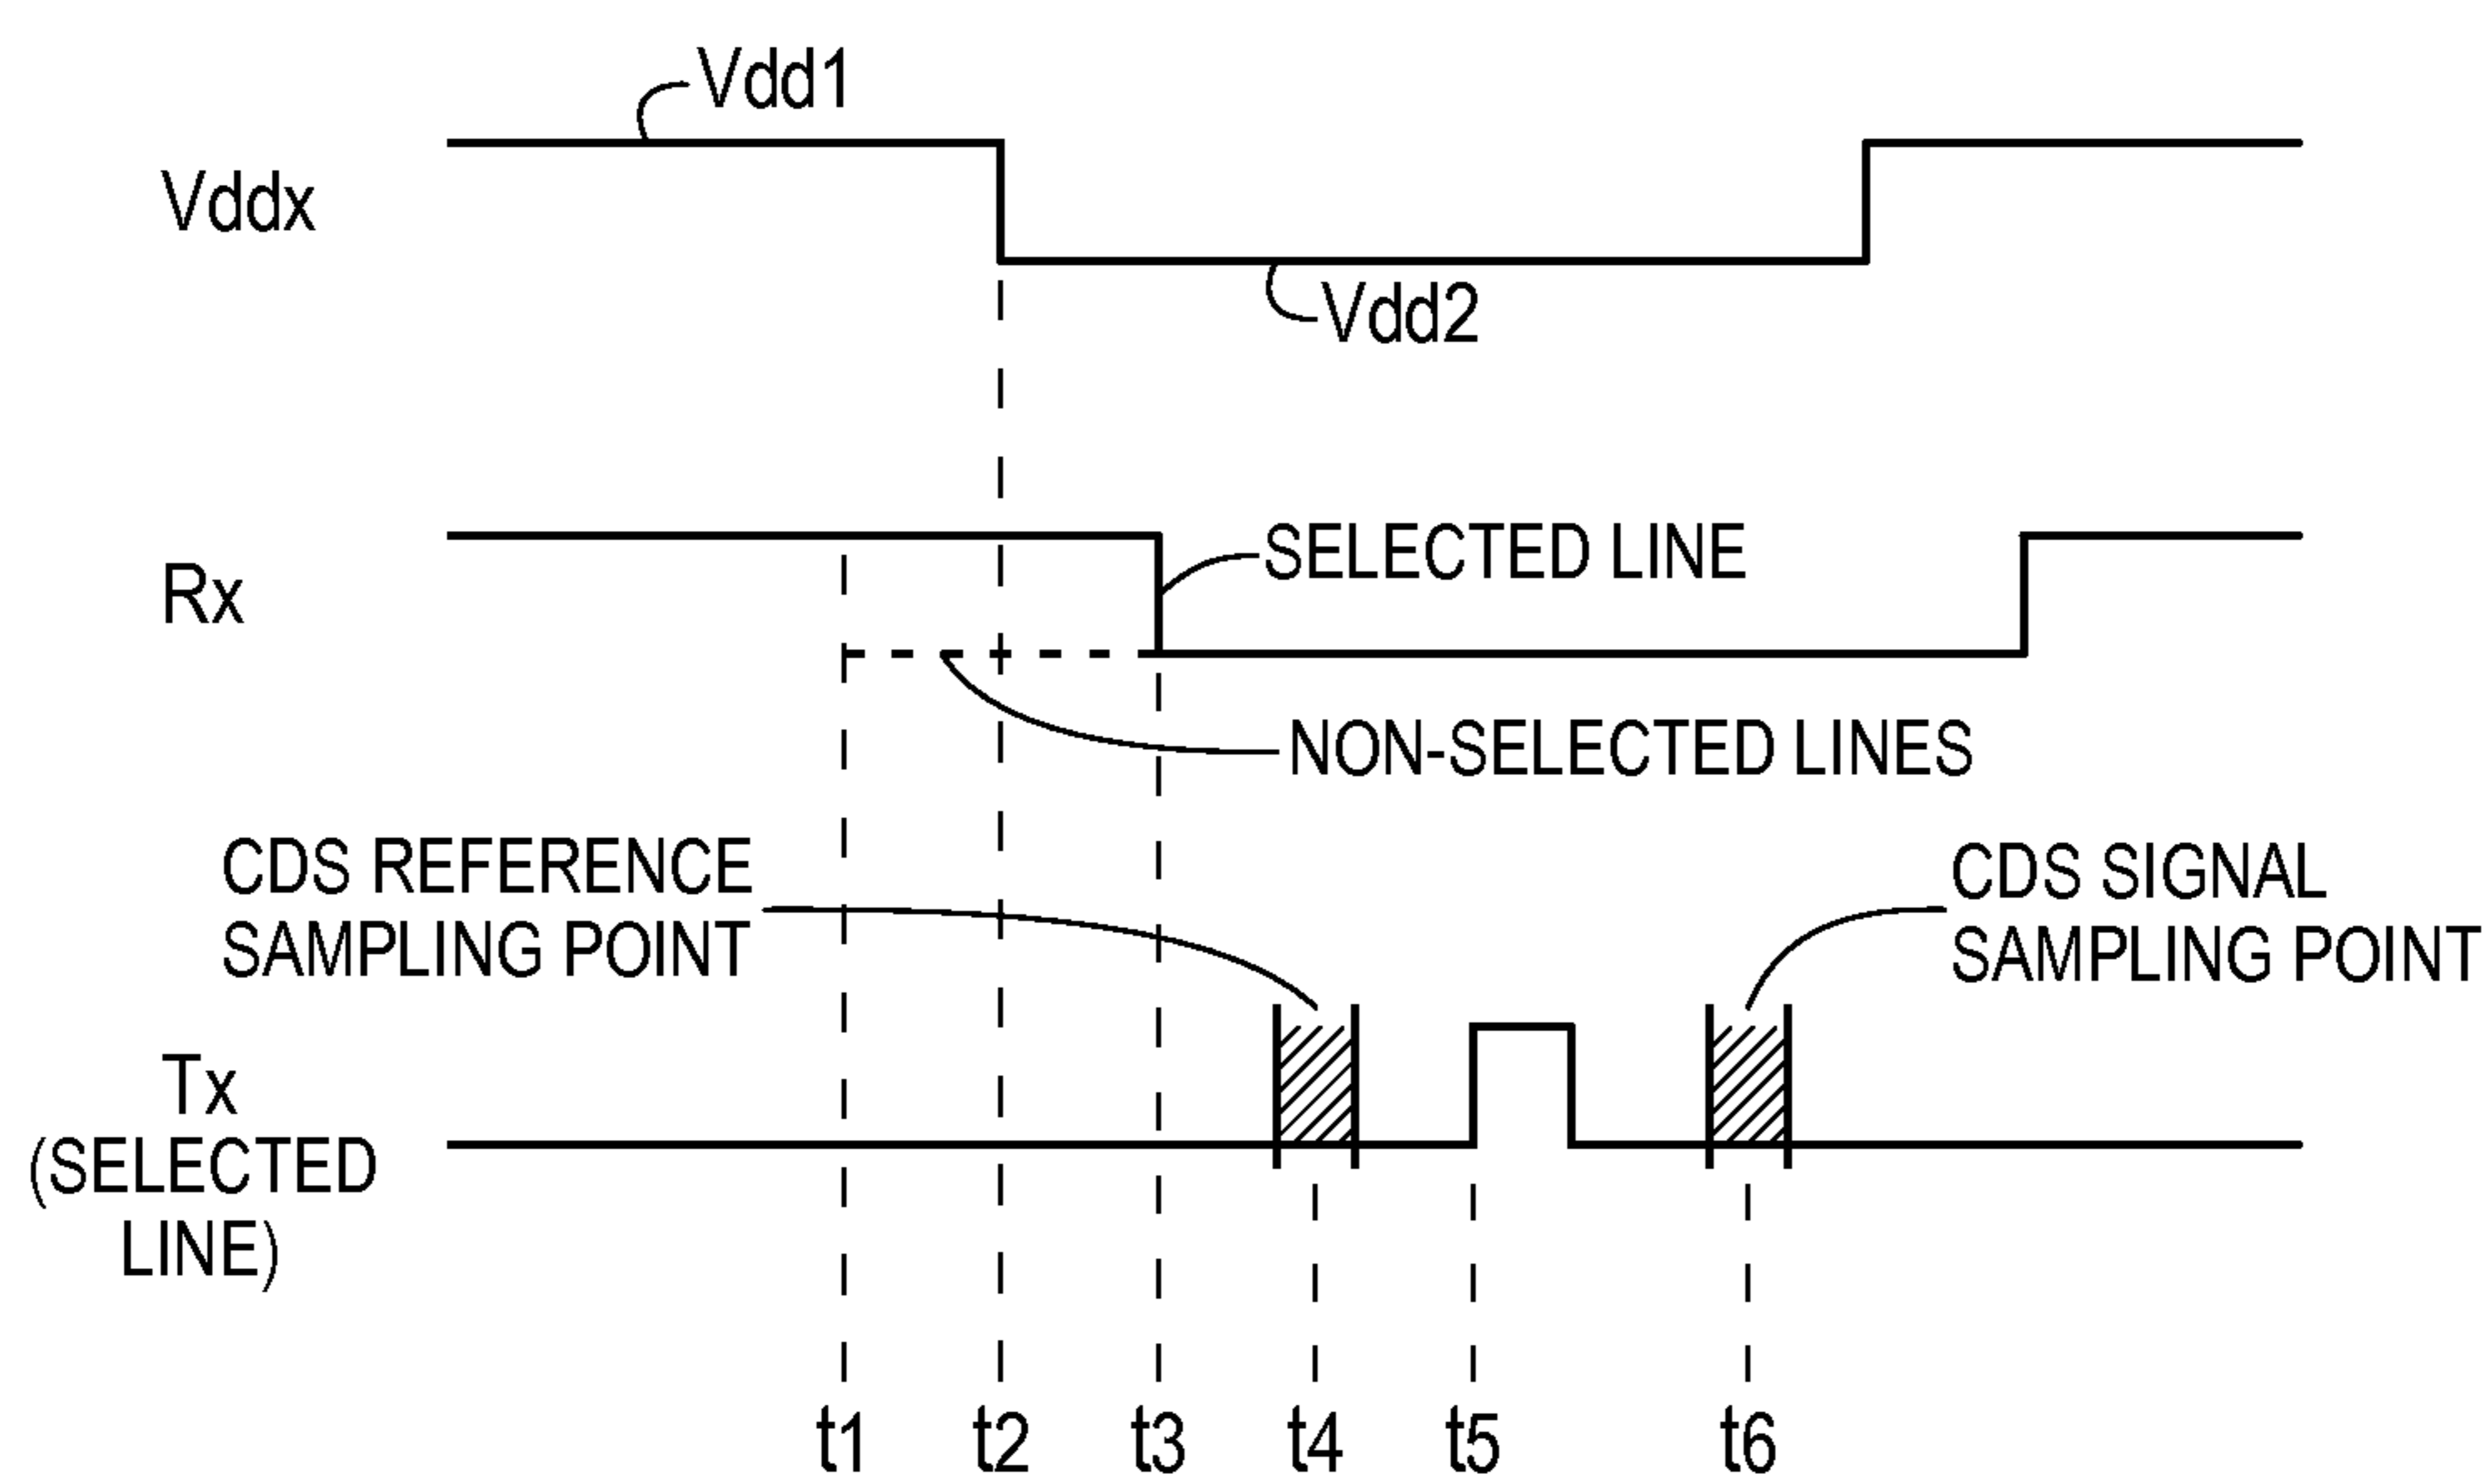 Vdd1
Vddx
Vdd2
SELECTED LINE
Rx
NON-SELECTED LINES
CDS REFERENCE
SAMPLING POINT
CDS SIGNAL
SAMPLING POINT
Tx
(SELECTED
LINE)
t1 t2 t3 t4 t5 t6